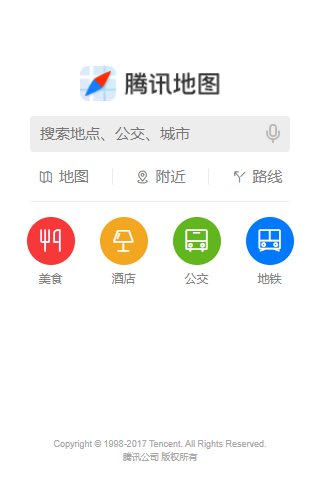 腾讯地图
搜索地点、公交、城市
地图 附近 路线
美食 酒店 公交 地铁
Copyright © 1998-2017 Tencent. All Rights Reserved.
腾讯公司 版权所有